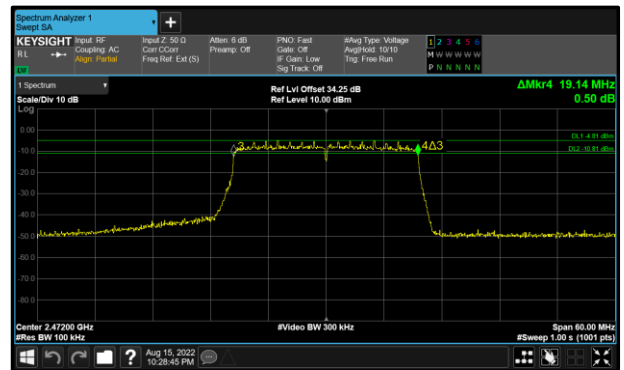 Spectrum Analyzer 1
Swept SA
+
KEYSIGHT Input: RF Input Z: 50 Ω Atten: 6 dB PNO: Fast #Avg Type: Voltage 1 2 3 4 5 6
RL Coupling: AC Corr CCorr Preamp: Off Gate: Off Avg|Hold: 10/10 M W W W W W
Align: Partial Freq Ref: Ext (S) IF Gain: Low Trig: Free Run
Sig Track: Off P N N N N N
1 Spectrum Ref Lvl Offset 34.25 dB ΔMkr4 19.14 MHz
Scale/Div 10 dB Ref Level 10.00 dBm 0.50 dB
Log
0.00
DL1 -4.81 dBm
3 4Δ3
-10.0 DL2 -10.81 dBm
-20.0
-30.0
-40.0
-50.0
-60.0
-70.0
-80.0
Center 2.47200 GHz #Video BW 300 kHz Span 60.00 MHz
#Res BW 100 kHz #Sweep 1.00 s (1001 pts)
? Aug 15, 2022
10:28:45 PM